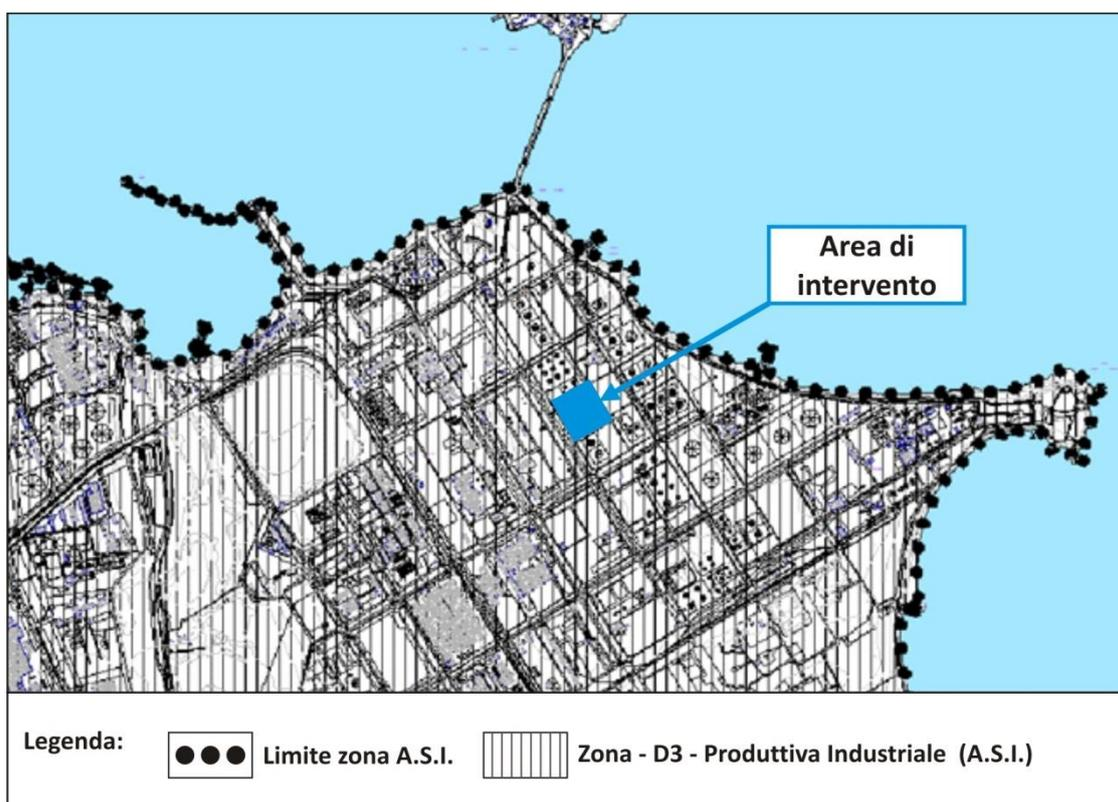 Area di
intervento
Legenda:
Limite zona A.S.I.
Zona - D3 - Produttiva Industriale (A.S.I.)